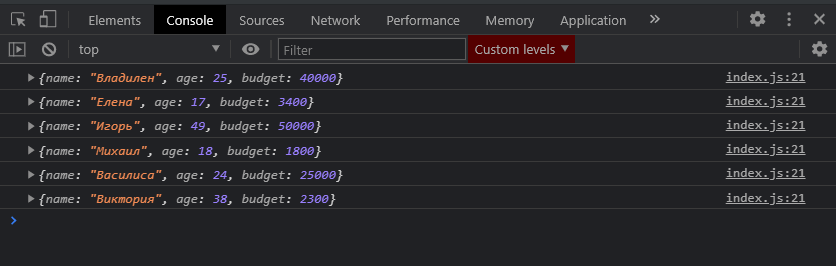 Elements Console Sources Network Performance Memory Application »
top Filter Custom levels
{name: "Владилен", age: 25, budget: 40000} index.js:21
{name: "Елена", age: 17, budget: 3400} index.js:21
{name: "Игорь", age: 49, budget: 50000} index.js:21
{name: "Михаил", age: 18, budget: 1800} index.js:21
{name: "Василиса", age: 24, budget: 25000} index.js:21
{name: "Виктория", age: 38, budget: 2300} index.js:21